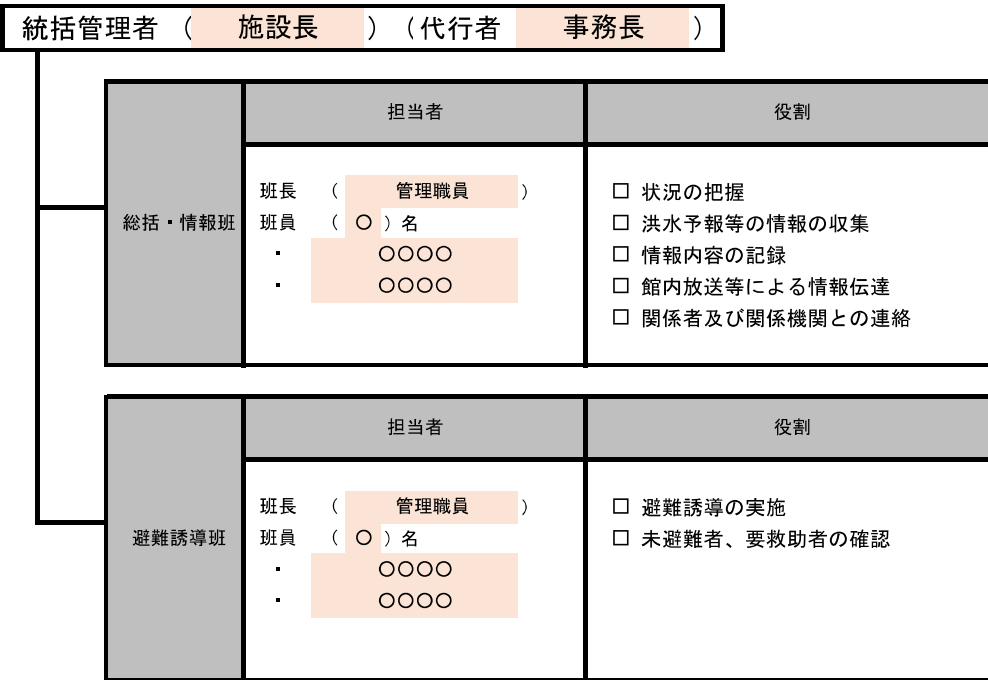 統括管理者 ( 施設長 ) (代行者 事務長 )
担当者 役割
総括・情報班
班長 ( 管理職員 )
班員 ( 〇 ) 名
・ 〇〇〇〇
・ 〇〇〇〇
□ 状況の把握
□ 洪水予報等の情報の収集
□ 情報内容の記録
□ 館内放送等による情報伝達
□ 関係者及び関係機関との連絡
担当者 役割
避難誘導班
班長 ( 管理職員 )
班員 ( 〇 ) 名
・ 〇〇〇〇
・ 〇〇〇〇
□ 避難誘導の実施
□ 未避難者、要救助者の確認